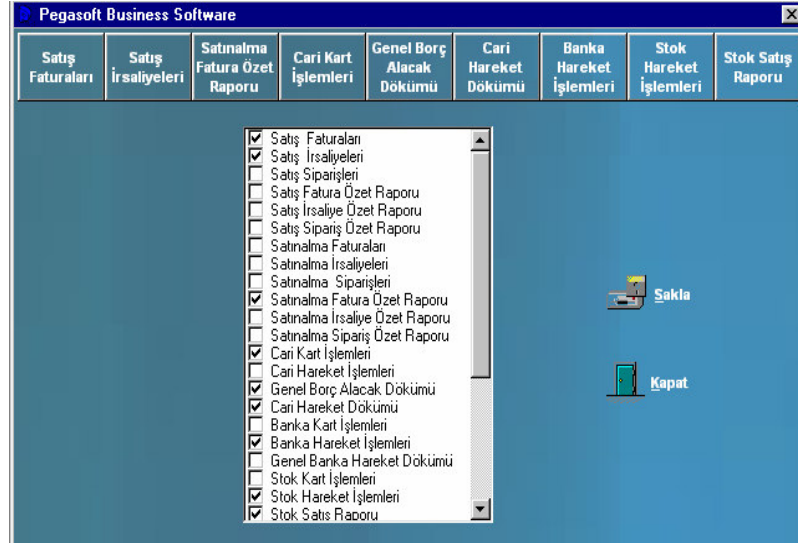 Pegasoft Business Software
Satış Faturaları
Satış İrsaliyeleri
Satınalma Fatura Özet Raporu
Cari Kart İşlemleri
Genel Borç Alacak Dökümü
Cari Hareket Dökümü
Banka Hareket İşlemleri
Stok Hareket İşlemleri
Stok Satış Raporu
Satış Faturaları
Satış İrsaliyeleri
Satış Siparişleri
Satış Fatura Özet Raporu
Satış İrsaliye Özet Raporu
Satış Sipariş Özet Raporu
Satınalma Faturaları
Satınalma İrsaliyeleri
Satınalma Siparişleri
Satınalma Fatura Özet Raporu
Satınalma İrsaliye Özet Raporu
Satınalma Sipariş Özet Raporu
Cari Kart İşlemleri
Cari Hareket İşlemleri
Genel Borç Alacak Dökümü
Cari Hareket Dökümü
Banka Kart İşlemleri
Banka Hareket İşlemleri
Genel Banka Hareket Dökümü
Stok Kart İşlemleri
Stok Hareket İşlemleri
Stok Satış Raporu
Sakla
Kapat